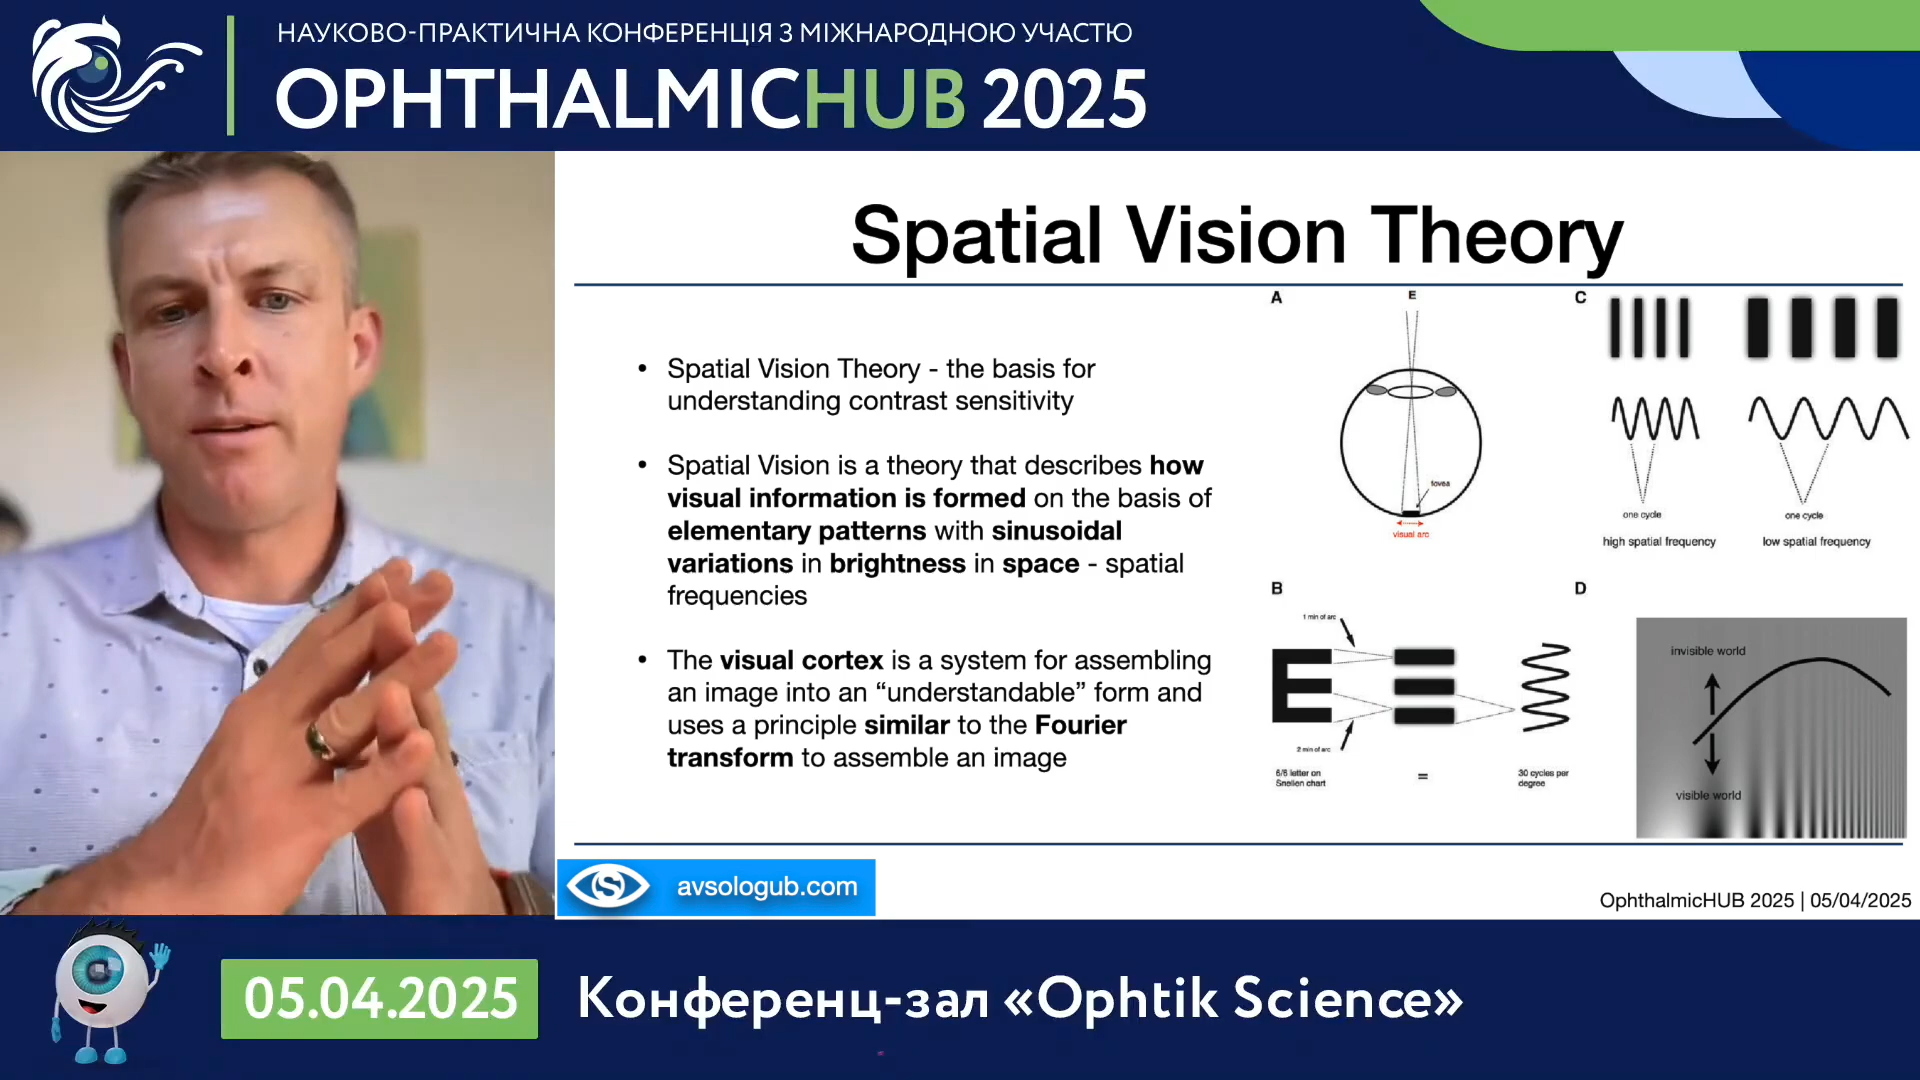 НАУКОВО-ПРАКТИЧНА КОНФЕРЕНЦІЯ З МІЖНАРОДНОЮ УЧАСТЮ
OPHTHALMICHUB 2025
Spatial Vision Theory
• Spatial Vision Theory - the basis for
understanding contrast sensitivity
• Spatial Vision is a theory that describes how
visual information is formed on the basis of
elementary patterns with sinusoidal
variations in brightness in space - spatial
frequencies
• The visual cortex is a system for assembling
an image into an “understandable” form and
uses a principle similar to the Fourier
transform to assemble an image
A
E
fovea
visual arc
C
one cycle
one cycle
high spatial frequency
low spatial frequency
B
1 min of arc
E
2 min of arc
6/6 letter on
Snellen chart
=
30 cycles per
degree
D
invisible world
visible world
avsologub.com
OphthalmicHUB 2025 | 05/04/2025
05.04.2025
Конференц-зал «Ophtik Science»